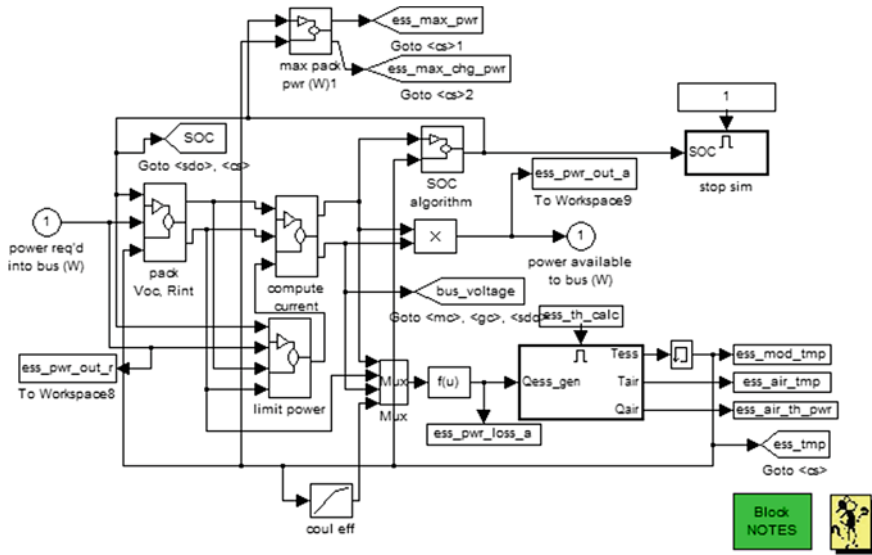 ess_max_pwr
Goto <cs>1
max pack
pwr (W)1
ess_max_chg_pwr
Goto <cs>2
1
SOC
Goto <sdo>, <cs>
SOC
algorithm
SOC
stop sim
ess_pwr_out_a
To Workspace9
1
power req'd
into bus (W)
pack
Voc, Rint
compute
current
×
1
power available
to bus (W)
bus_voltage
Goto <mc>, <gc>, <sdo>
ess_th_calc
ess_pwr_out_r
To Workspace8
limit power
Mux
Mux
f(u)
Qess_gen
Tess
Tair
Qair
ess_mod_tmp
ess_air_tmp
ess_air_th_pwr
ess_pwr_loss_a
ess_tmp
Goto <cs>
coul eff
Block
NOTES